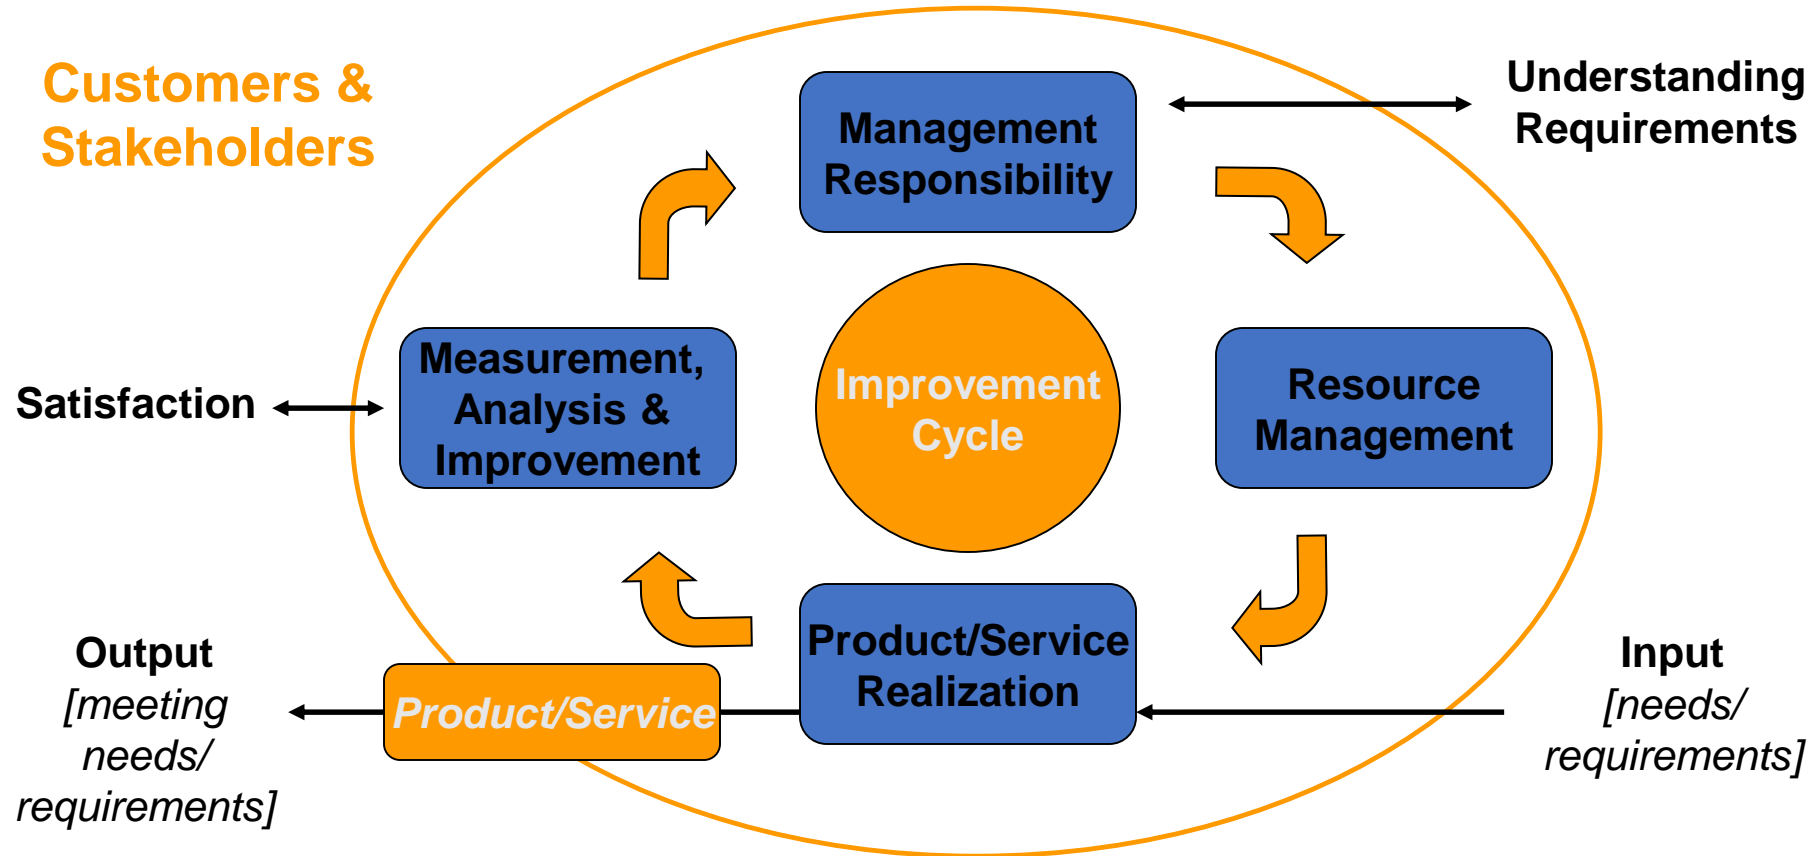 Customers &
Stakeholders
Management
Responsibility
Understanding
Requirements
Satisfaction
Measurement,
Analysis &
Improvement
Improvement
Cycle
Resource
Management
Output
[meeting
needs/
requirements]
Product/Service
Product/Service
Realization
Input
[needs/
requirements]